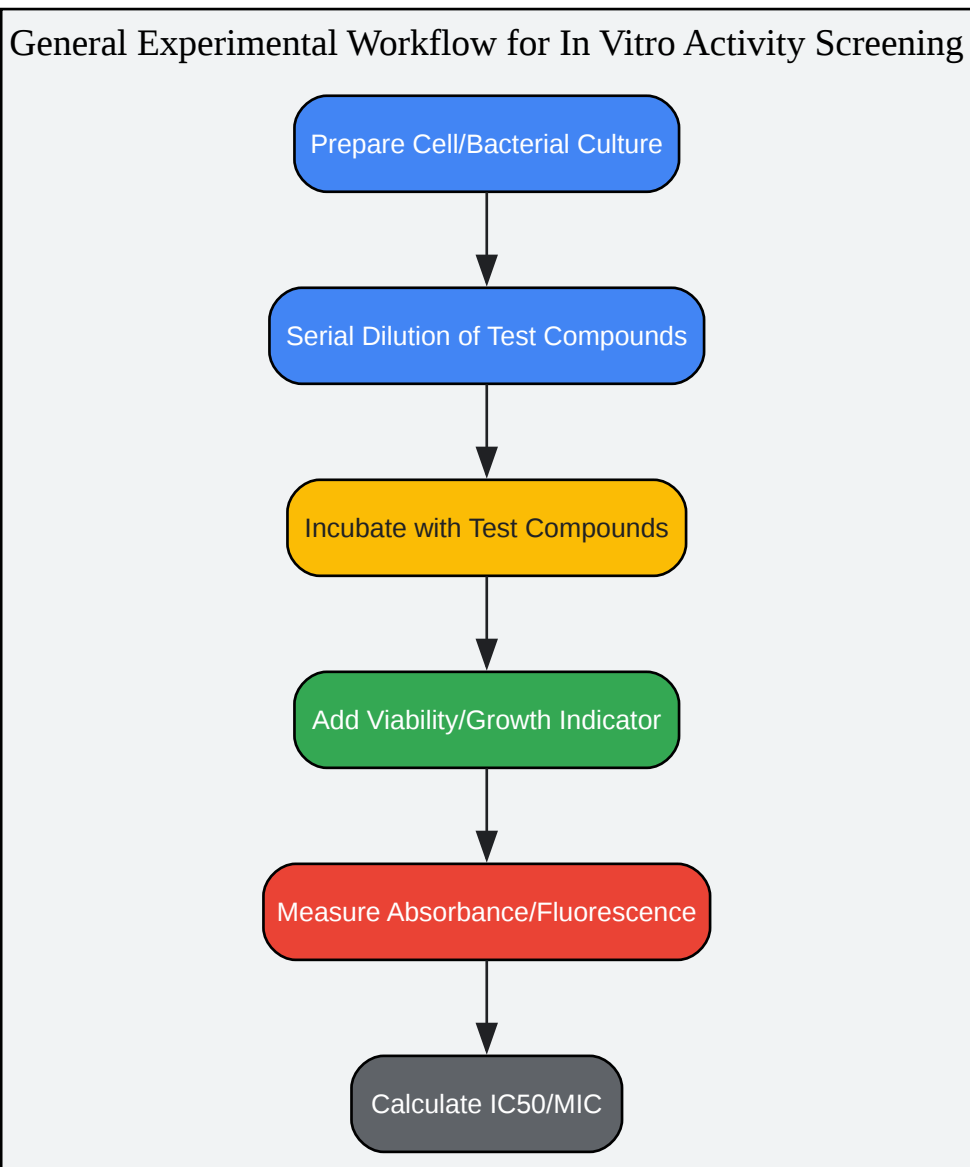 General Experimental Workflow for In Vitro Activity Screening
Prepare Cell/Bacterial Culture
Serial Dilution of Test Compounds
Incubate with Test Compounds
Add Viability/Growth Indicator
Measure Absorbance/Fluorescence
Calculate IC50/MIC